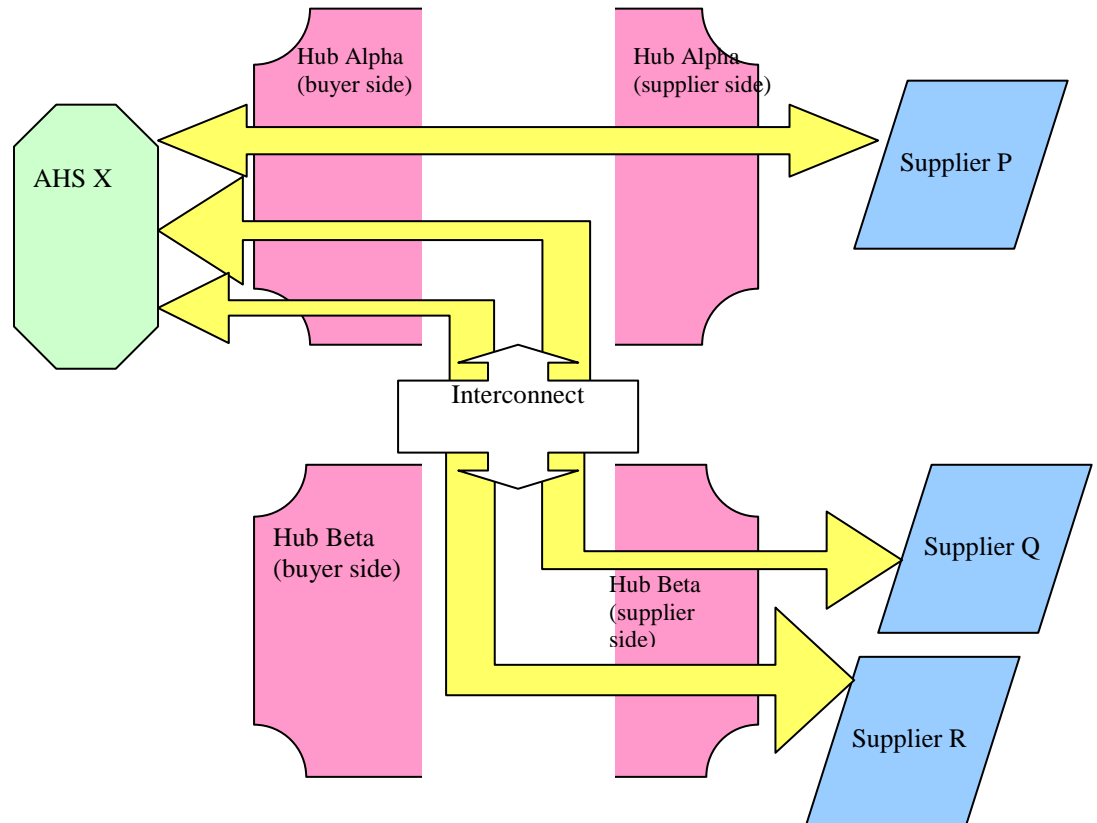 Hub Alpha
(buyer side)
Hub Alpha
(supplier side)
AHS X
Supplier P
Interconnect
Hub Beta
(buyer side)
Supplier Q
Hub Beta
(supplier
side)
Supplier R